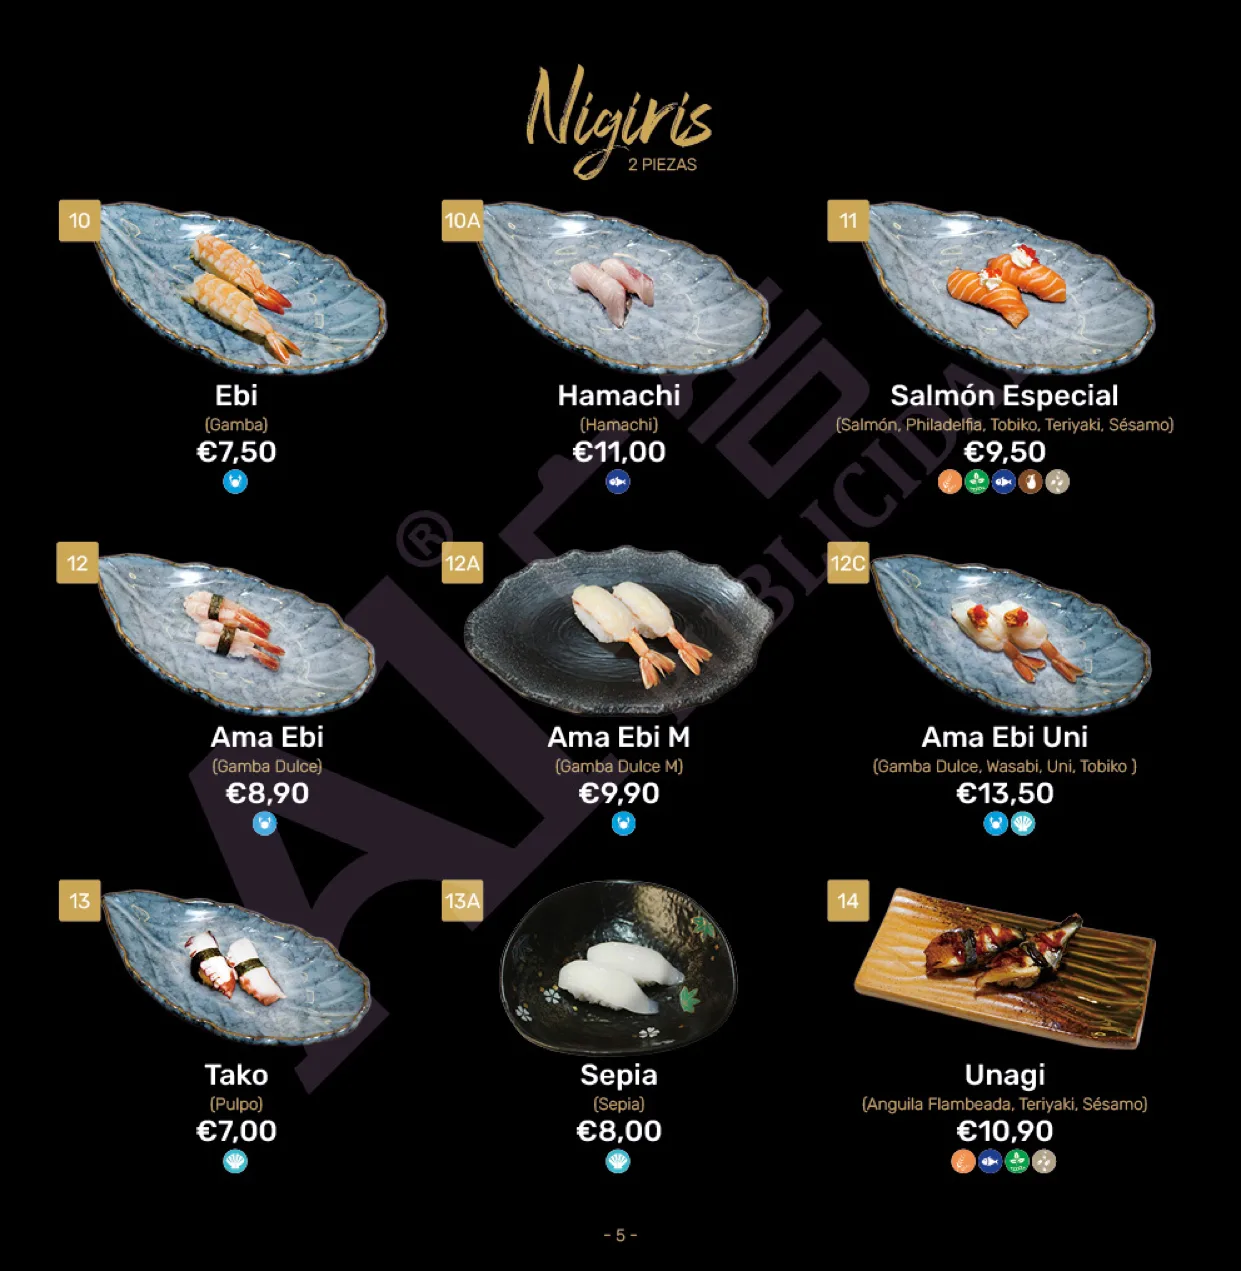 Nigiris
2 PIEZAS
10
10A
11
Ebi
(Gamba)
€7,50
Hamachi
(Hamachi)
€11,00
Salmón Especial
(Salmón, Philadelfia, Tobiko, Teriyaki, Sésamo)
€9,50
12
12A
12C
Ama Ebi
(Gamba Dulce)
€8,90
Ama Ebi M
(Gamba Dulce M)
€9,90
Ama Ebi Uni
(Gamba Dulce, Wasabi, Uni, Tobiko )
€13,50
13
13A
14
Tako
(Pulpo)
€7,00
Sepia
(Sepia)
€8,00
Unagi
(Anguila Flambeada, Teriyaki, Sésamo)
€10,90
- 5 -
®